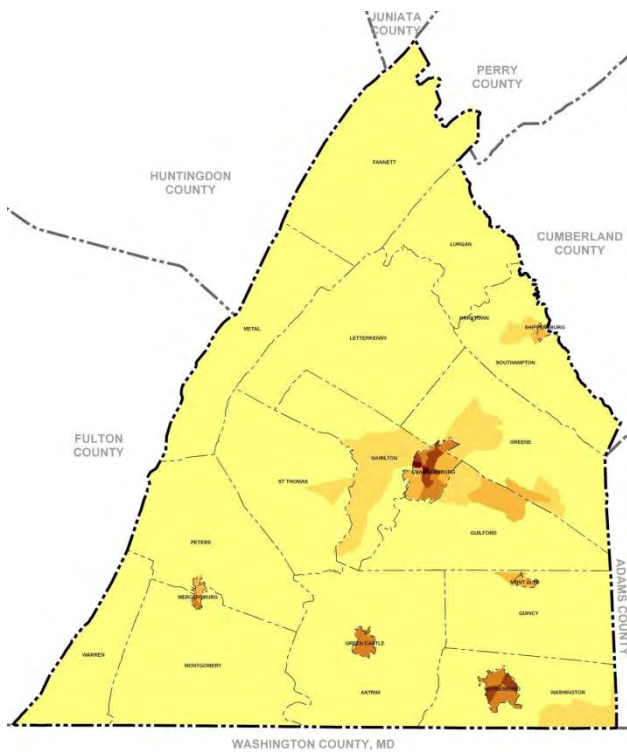 JUNIATA
COUNTY
PERRY
COUNTY
FANNETT
HUNTINGDON
COUNTY
LURGAN
CUMBERLAND
COUNTY
ORRSTOWN
SHIPPENSBURG
METAL
LETTERKENNY
SOUTHAMPTON
FULTON
COUNTY
GREENE
HAMILTON
CHAMBERSBURG
ST THOMAS
GUILFORD
PETERS
ADAMS COUNTY
MONT ALTO
MERCERSBURG
QUINCY
GREEN CASTLE
WARREN
MONTGOMERY
ANTRIM
WAYNESBORO
WASHINGTON
WASHINGTON COUNTY, MD